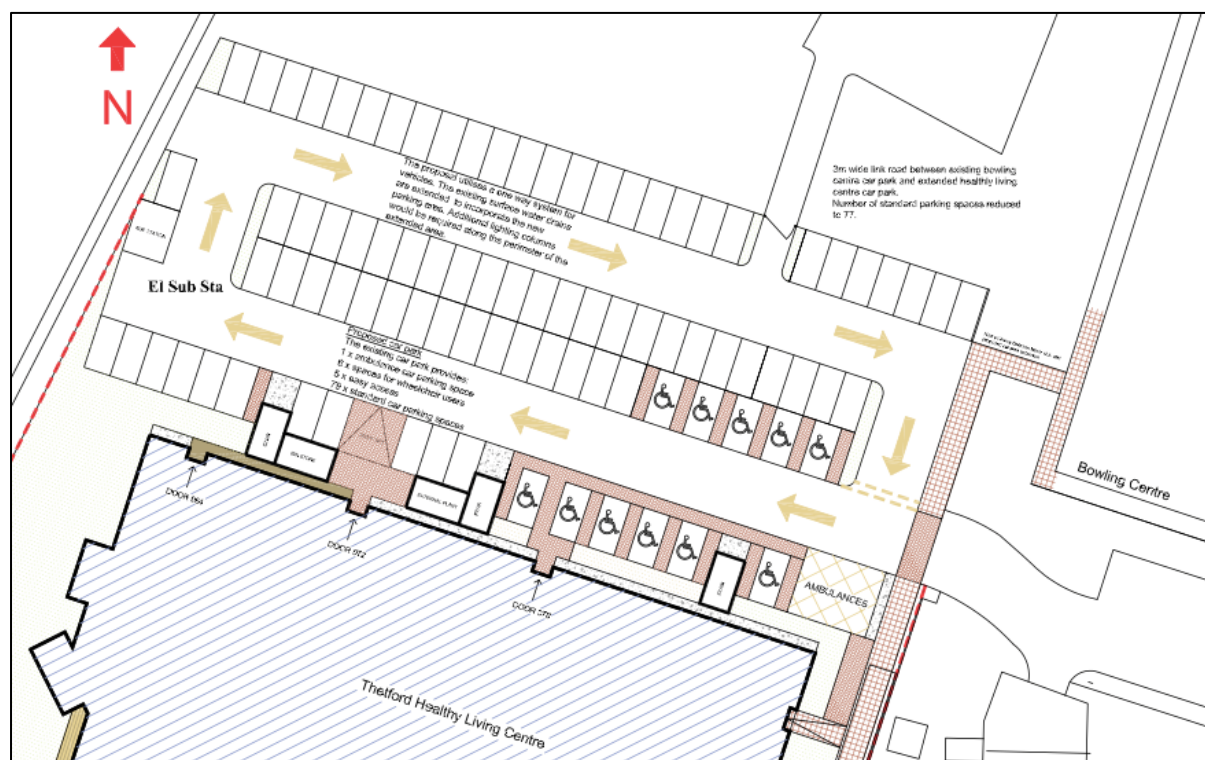 N
The proposal utilises a one way system for
vehicles. The existing surface water drains
are extended to incorporate the new
parking area. Additional lighting columns
would be required along the perimeter of the
extended area.
3m wide link road between existing bowling
centre car park and extended healthly living
centre car park.
Number of standard parking spaces reduced
to 77.
SUB STATION
El Sub Sta
Proposed car park
The existing car park provides:
1 x ambulance car parking space
6 x spaces for wheelchair users
5 x easy access
79 x standard car parking spaces
Bowling Centre
BIN STORE
EXTERNAL PLANT
AMBULANCES
DOOR
DOOR
DOOR
Thetford Healthy Living Centre